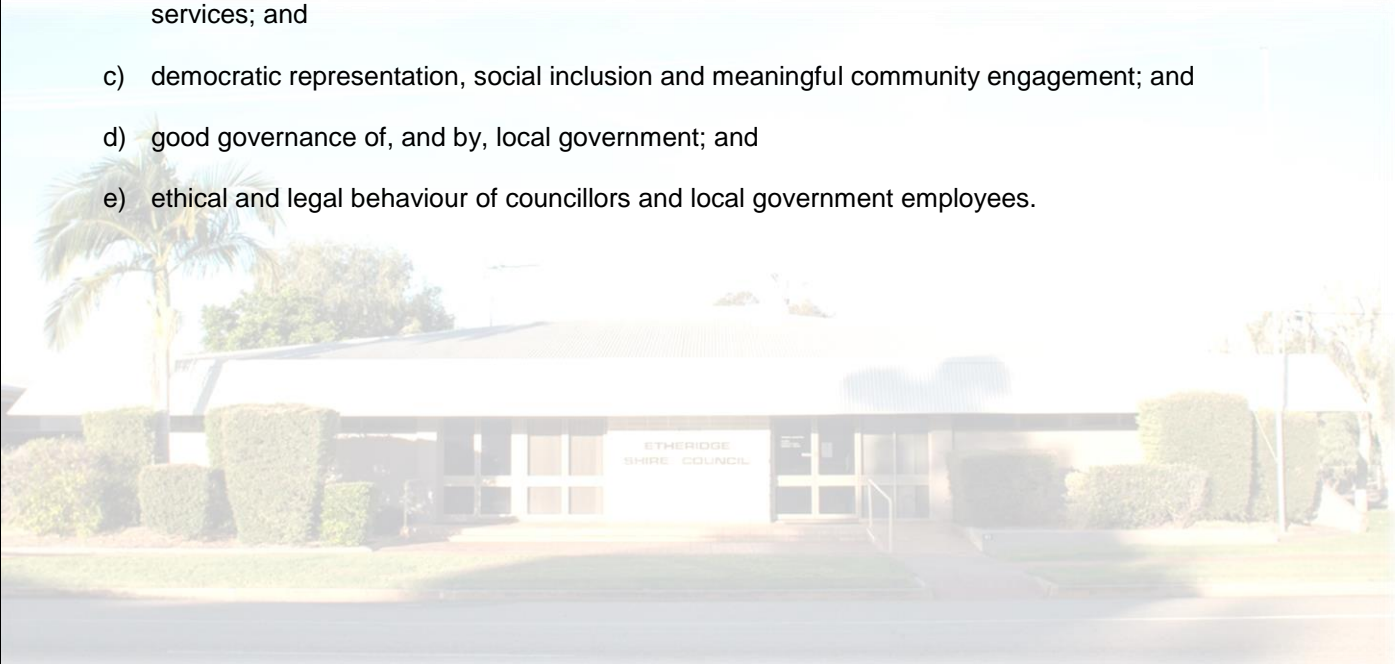 services; and
c) democratic representation, social inclusion and meaningful community engagement; and
d) good governance of, and by, local government; and
e) ethical and legal behaviour of councillors and local government employees.
ETHERIDGE
SHIRE COUNCIL